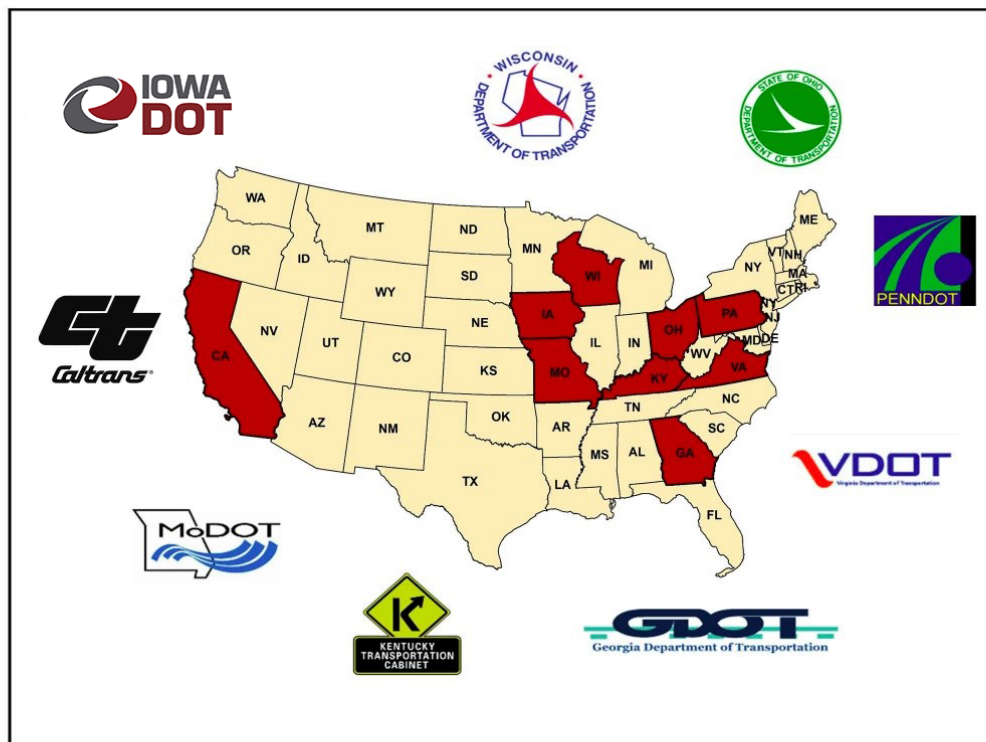 IOWA
DOT
WISCONSIN
DEPARTMENT OF TRANSPORTATION
STATE OF OHIO
DEPARTMENT OF TRANSPORTATION
WA
MT
ND
MN
ME
OR
ID
SD
WI
MI
NY
VT
NH
MA
CT
RI
PENNDOT
WY
IA
NE
PA
NY
NJ
Ct
Caltrans
CA
NV
UT
CO
IL
IN
OH
WV
MD
DE
KS
MO
KY
VA
AZ
NM
OK
AR
TN
NC
SC
TX
LA
MS
AL
GA
FL
VDOT
Virginia Department of Transportation
MoDOT
K
KENTUCKY
TRANSPORTATION
CABINET
GDOT
Georgia Department of Transportation